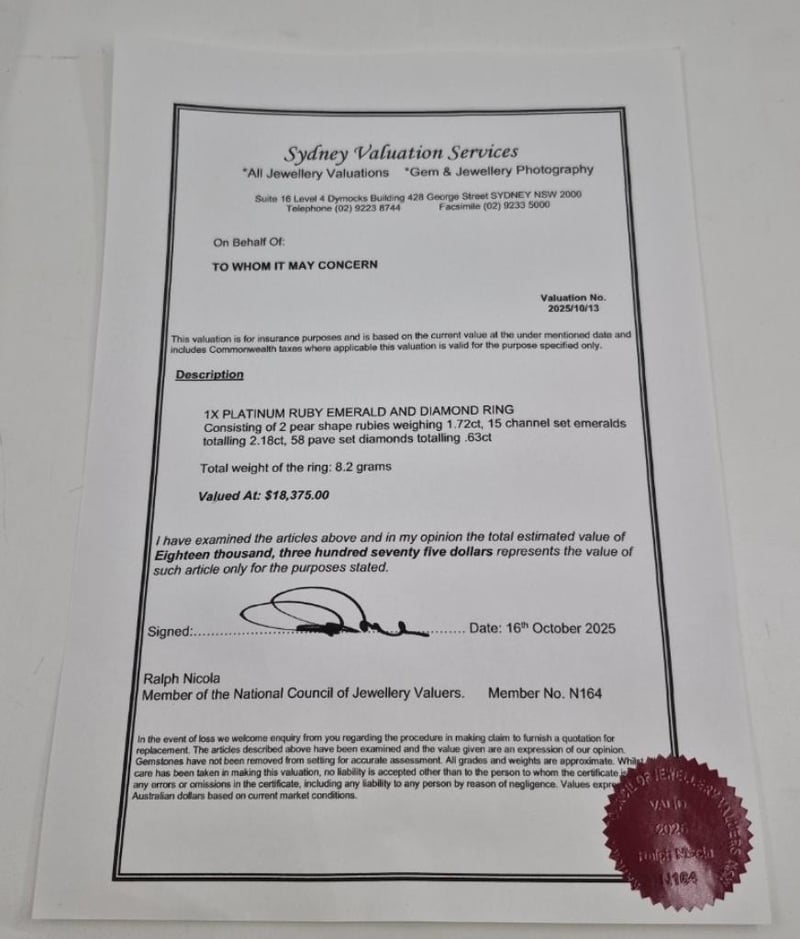 Sydney Valuation Services
*All Jewellery Valuations *Gem & Jewellery Photography
Suite 16 Level 4 Dymocks Building 428 George Street SYDNEY NSW 2000
Telephone (02) 9223 8744 Facsimile (02) 9233 5000
On Behalf Of:
TO WHOM IT MAY CONCERN
Valuation No.
2025/10/13
This valuation is for insurance purposes and is based on the current value at the under mentioned date and
includes Commonwealth taxes where applicable this valuation is valid for the purpose specified only.
Description
1X PLATINUM RUBY EMERALD AND DIAMOND RING
Consisting of 2 pear shape rubies weighing 1.72ct, 15 channel set emeralds
totalling 2.18ct, 58 pave set diamonds totalling .63ct
Total weight of the ring: 8.2 grams
Valued At: $18,375.00
I have examined the articles above and in my opinion the total estimated value of
Eighteen thousand, three hundred seventy five dollars represents the value of
such article only for the purposes stated.
Signed:.......................................... Date: 16th October 2025
Ralph Nicola
Member of the National Council of Jewellery Valuers. Member No. N164
In the event of loss we welcome enquiry from you regarding the procedure in making claim to furnish a quotation for
replacement. The articles described above have been examined and the value given are an expression of our opinion.
Gemstones have not been removed from setting for accurate assessment. All grades and weights are approximate. Whilst
care has been taken in making this valuation, no liability is accepted other than to the person to whom the certificate
any errors or omissions in the certificate, including any liability to any person by reason of negligence. Values
Australian dollars based on current market conditions.
COUNCIL OF JEWELLERY VALUERS
VALID
2025
Ralph Nicola
N164